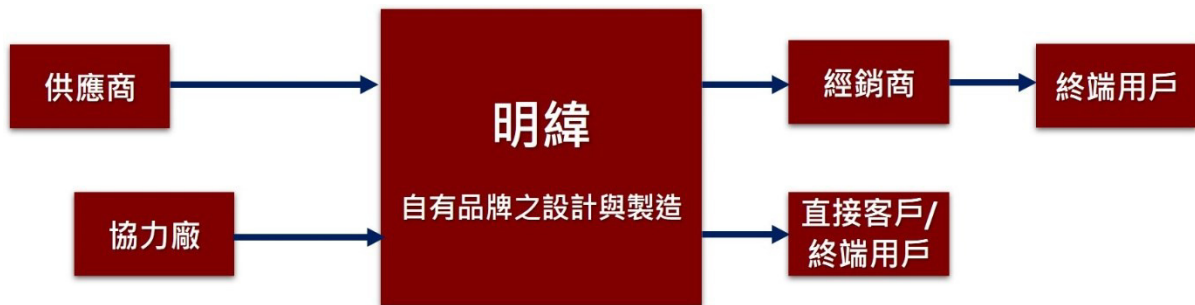 供應商
協力廠
明緯
自有品牌之設計與製造
經銷商
終端用戶
直接客戶/
終端用戶